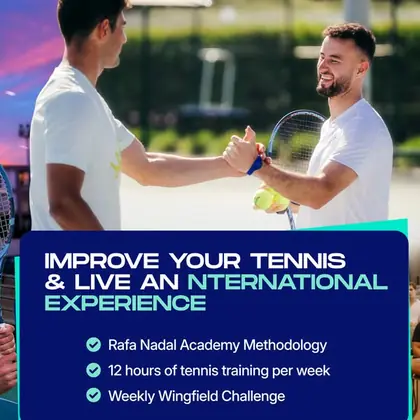 IMPROVE YOUR TENNIS
& LIVE AN NTERNATIONAL
EXPERIENCE
Rafa Nadal Academy Methodology
12 hours of tennis training per week
Weekly Wingfield Challenge